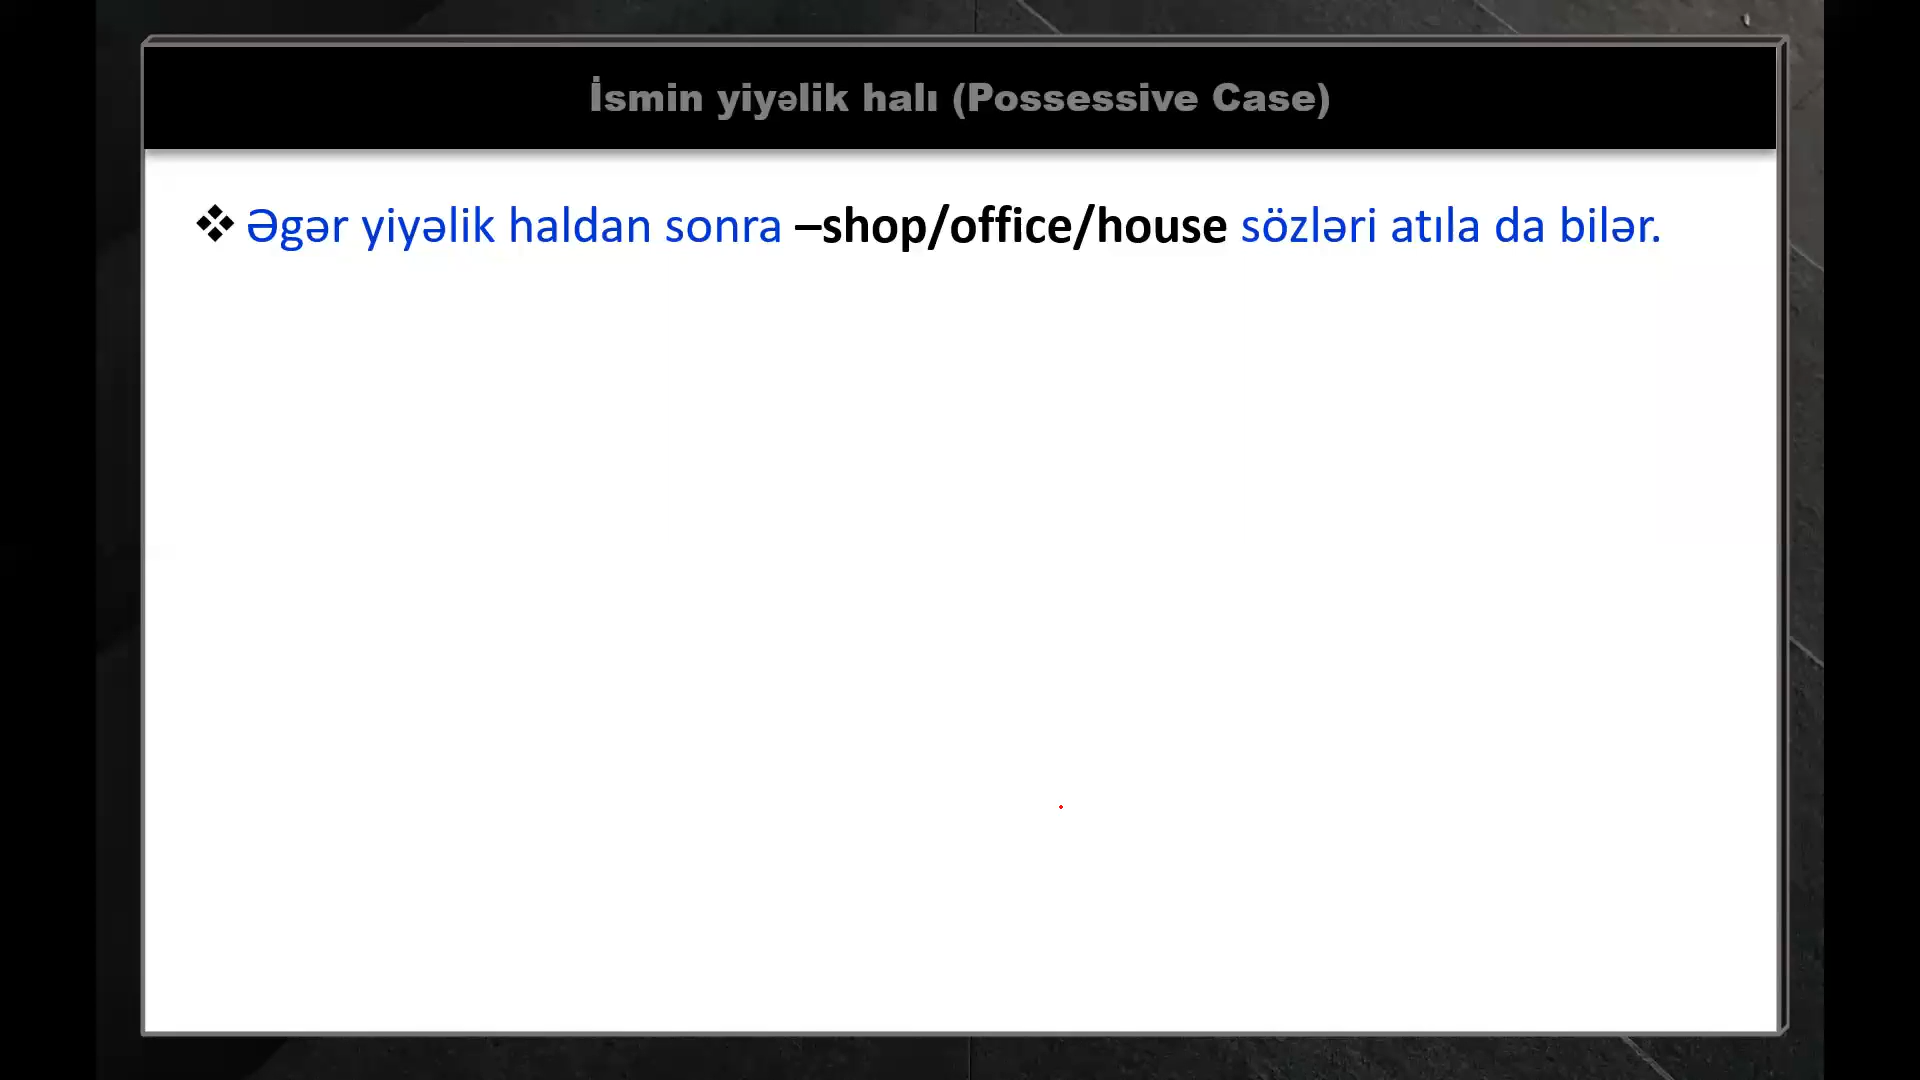 İsmin yiyəlik halı (Possessive Case)
❖ Əgər yiyəlik haldan sonra –shop/office/house sözləri atıla da bilər.